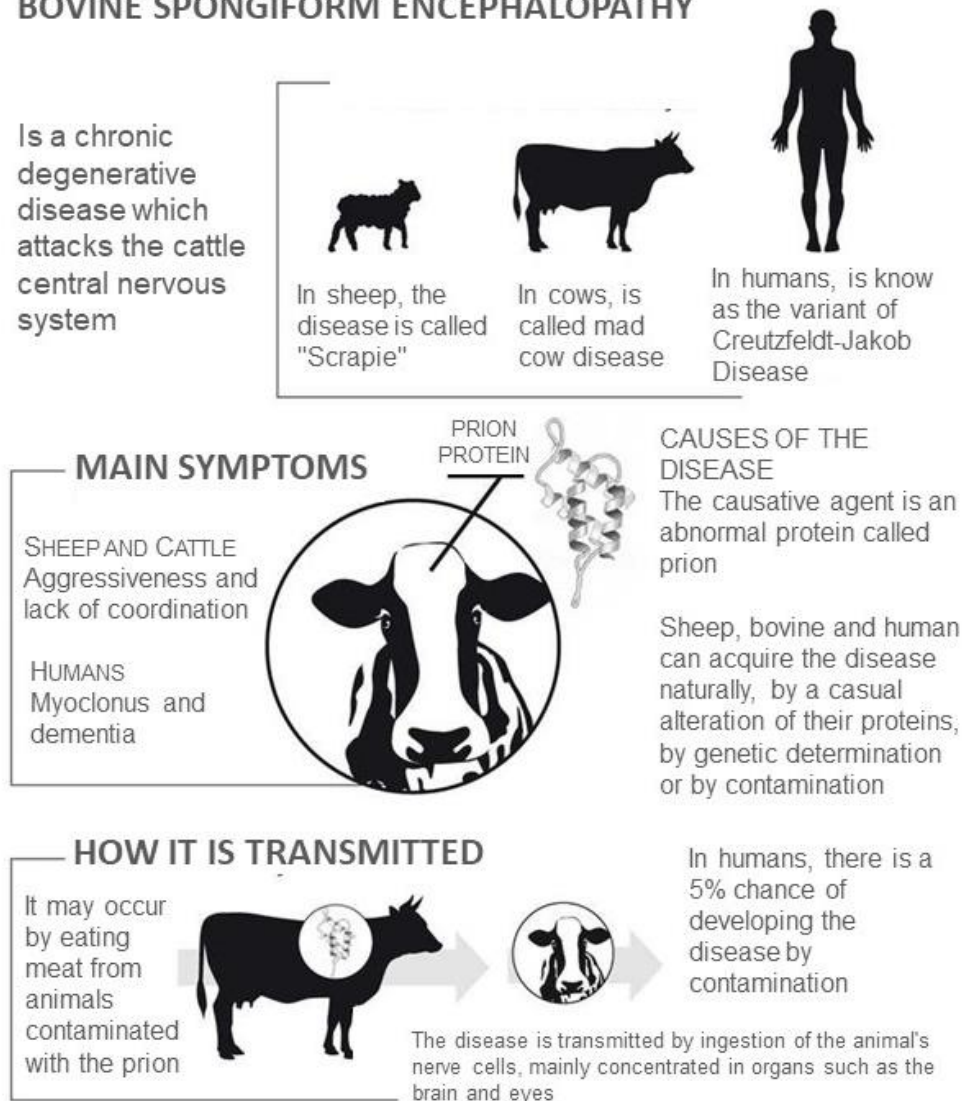 BOVINE SPONGIFORM ENCEPHALOPATHY
Is a chronic
degenerative
disease which
attacks the cattle
central nervous
system
In sheep, the
disease is called
"Scrapie"
In cows, is
called mad
cow disease
In humans, is know
as the variant of
Creutzfeldt-Jakob
Disease
MAIN SYMPTOMS
SHEEP AND CATTLE
Aggressiveness and
lack of coordination
HUMANS
Myoclonus and
dementia
PRION
PROTEIN
CAUSES OF THE
DISEASE
The causative agent is an
abnormal protein called
prion
Sheep, bovine and human
can acquire the disease
naturally, by a casual
alteration of their proteins,
by genetic determination
or by contamination
HOW IT IS TRANSMITTED
It may occur
by eating
meat from
animals
contaminated
with the prion
In humans, there is a
5% chance of
developing the
disease by
contamination
The disease is transmitted by ingestion of the animal's
nerve cells, mainly concentrated in organs such as the
brain and eyes